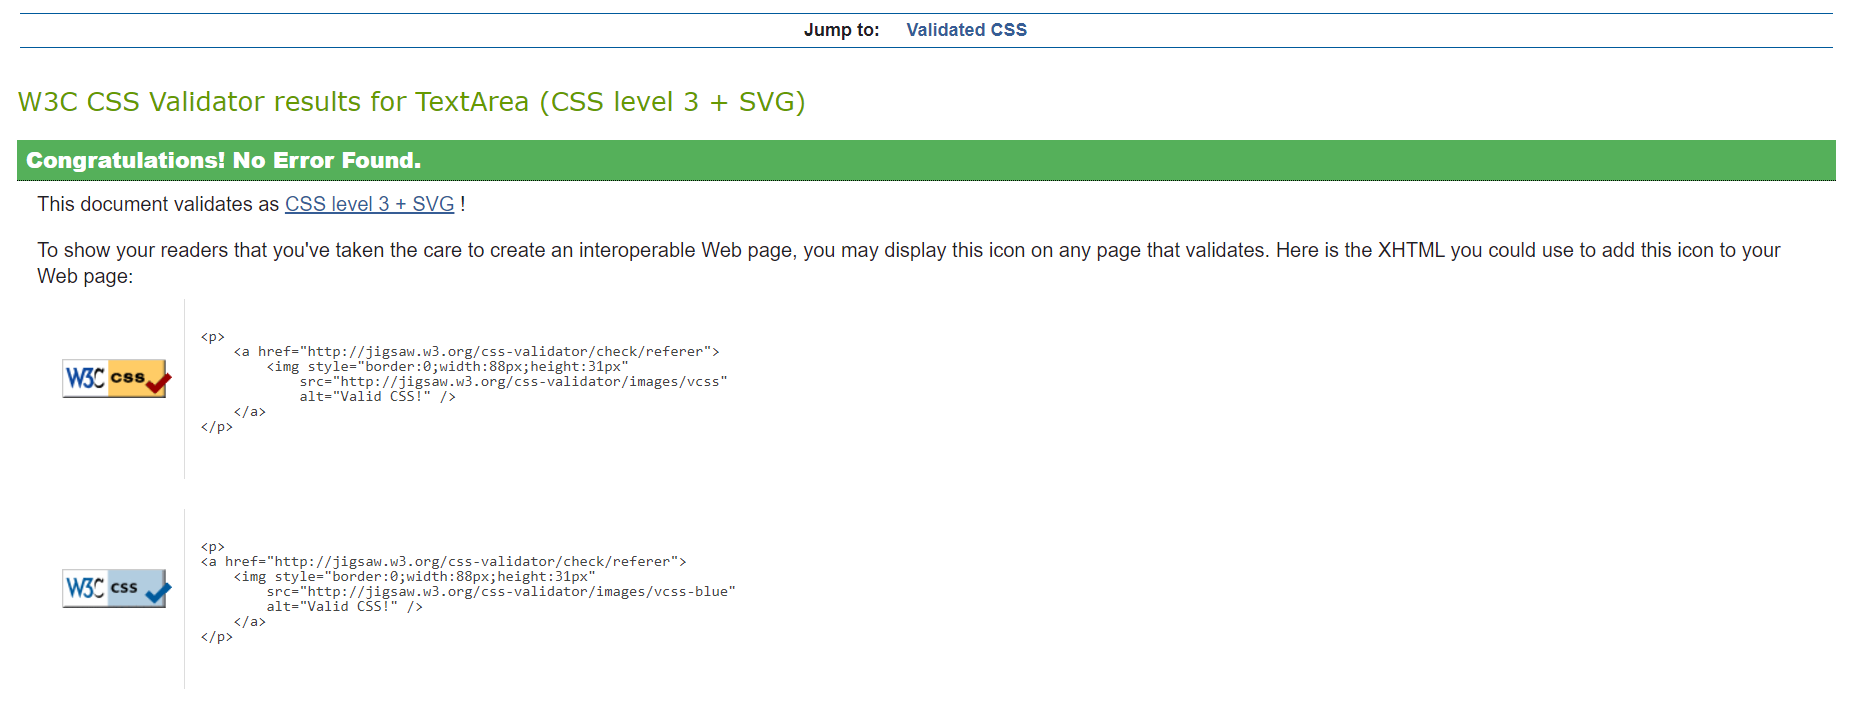 Jump to: Validated CSS
W3C CSS Validator results for TextArea (CSS level 3 + SVG)
Congratulations! No Error Found.
This document validates as CSS level 3 + SVG !
To show your readers that you've taken the care to create an interoperable Web page, you may display this icon on any page that validates. Here is the XHTML you could use to add this icon to your
Web page:
<p>
<a href="http://jigsaw.w3.org/css-validator/check/referer">
<img style="border:0;width:88px;height:31px"
src="http://jigsaw.w3.org/css-validator/images/vcss"
alt="Valid CSS!" />
</a>
</p>
W3C css
<p>
<a href="http://jigsaw.w3.org/css-validator/check/referer">
<img style="border:0;width:88px;height:31px"
src="http://jigsaw.w3.org/css-validator/images/vcss-blue"
alt="Valid CSS!" />
</a>
</p>
W3C css